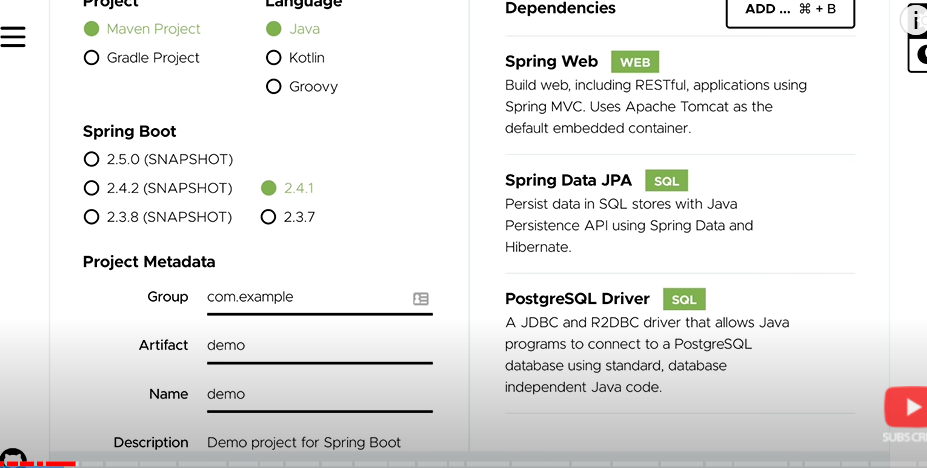 Project
Language
Maven Project
Java
Gradle Project
Kotlin
Groovy
Spring Boot
2.5.0 (SNAPSHOT)
2.4.2 (SNAPSHOT)
2.4.1
2.3.8 (SNAPSHOT)
2.3.7
Project Metadata
Group
com.example
Artifact
demo
Name
demo
Description
Demo project for Spring Boot
Dependencies
ADD ... ⌘ + B
Spring Web WEB
Build web, including RESTful, applications using
Spring MVC. Uses Apache Tomcat as the
default embedded container.
Spring Data JPA SQL
Persist data in SQL stores with Java
Persistence API using Spring Data and
Hibernate.
PostgreSQL Driver SQL
A JDBC and R2DBC driver that allows Java
programs to connect to a PostgreSQL
database using standard, database
independent Java code.
SUBSCR